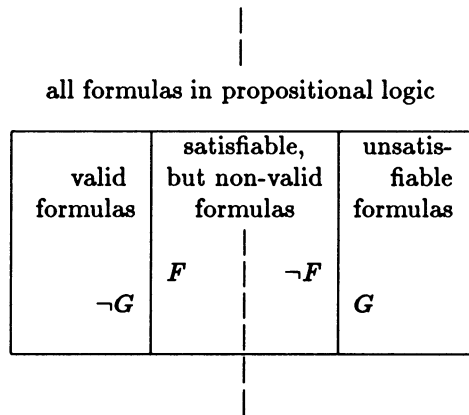 all formulas in propositional logic
valid
formulas
satisfiable,
but non-valid
formulas
unsatis-
fiable
formulas
F
¬F
¬G
G